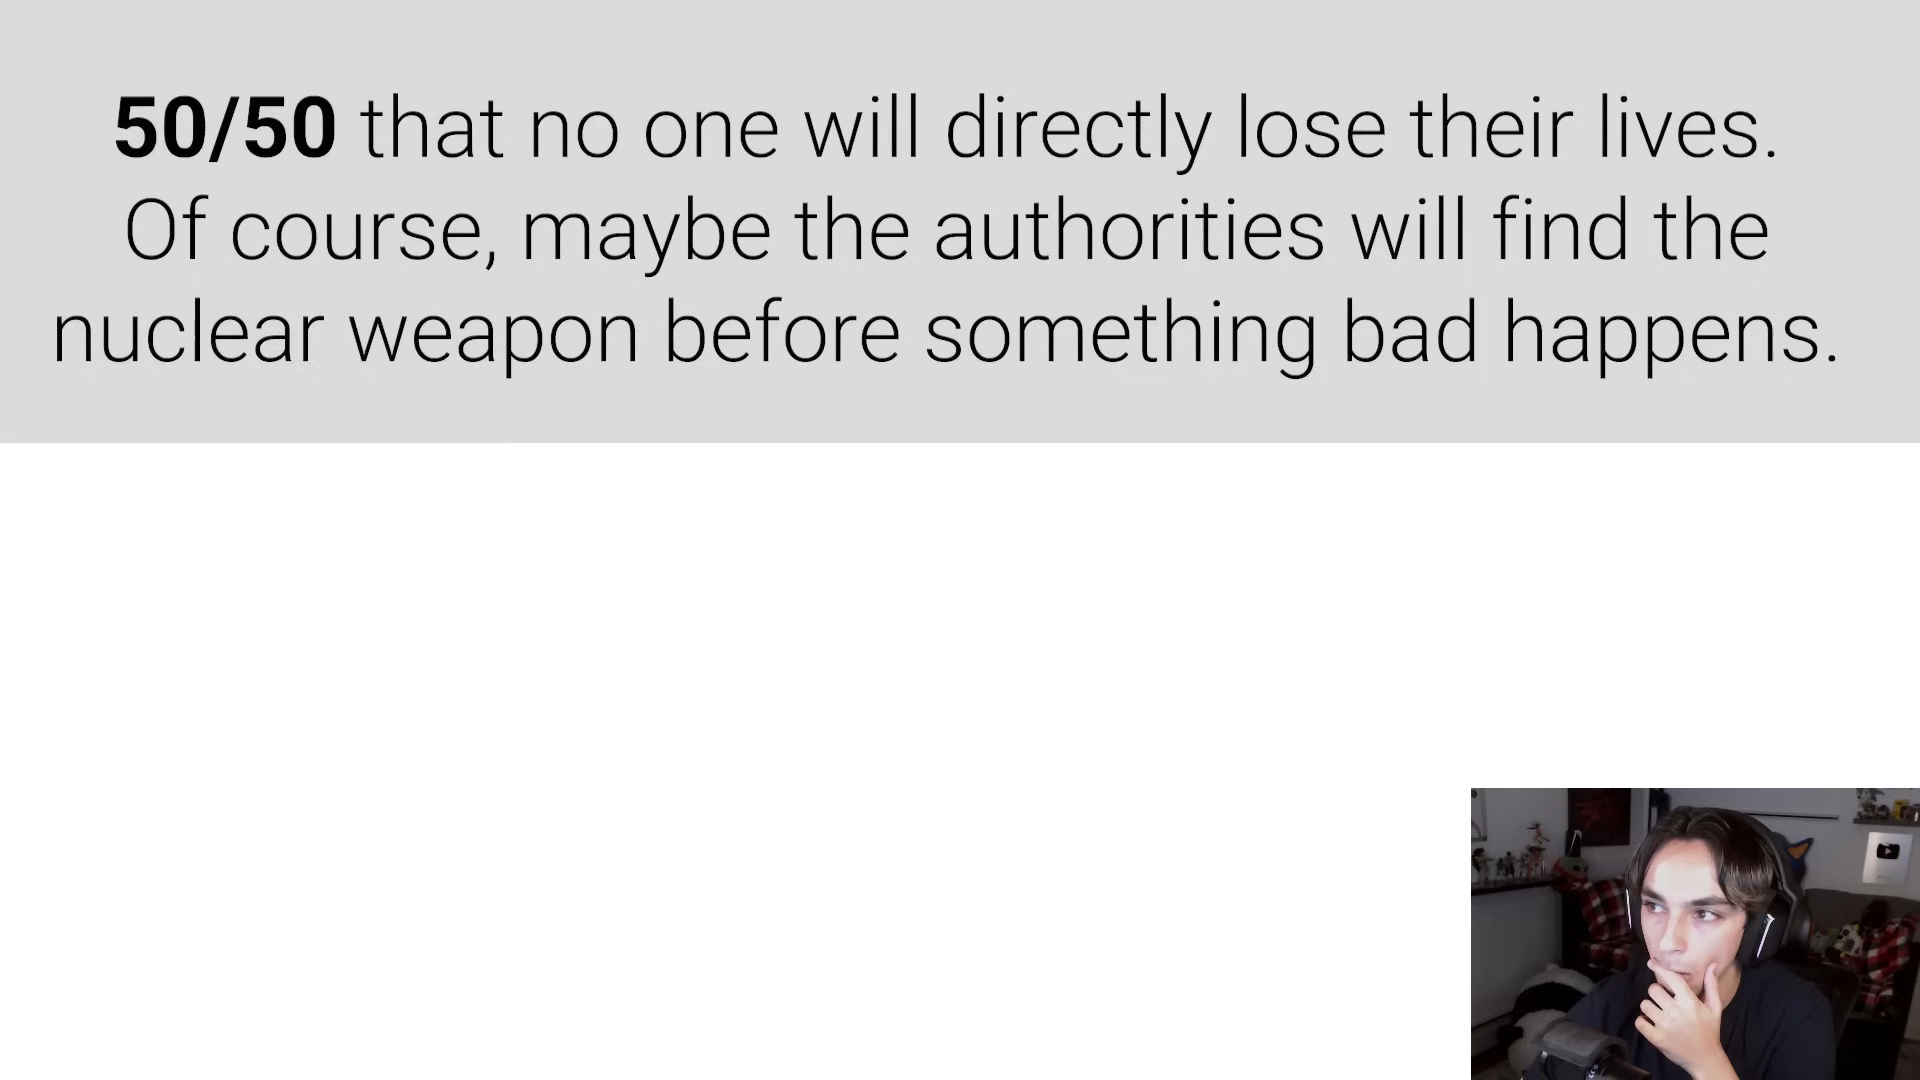 50/50 that no one will directly lose their lives.
Of course, maybe the authorities will find the
nuclear weapon before something bad happens.